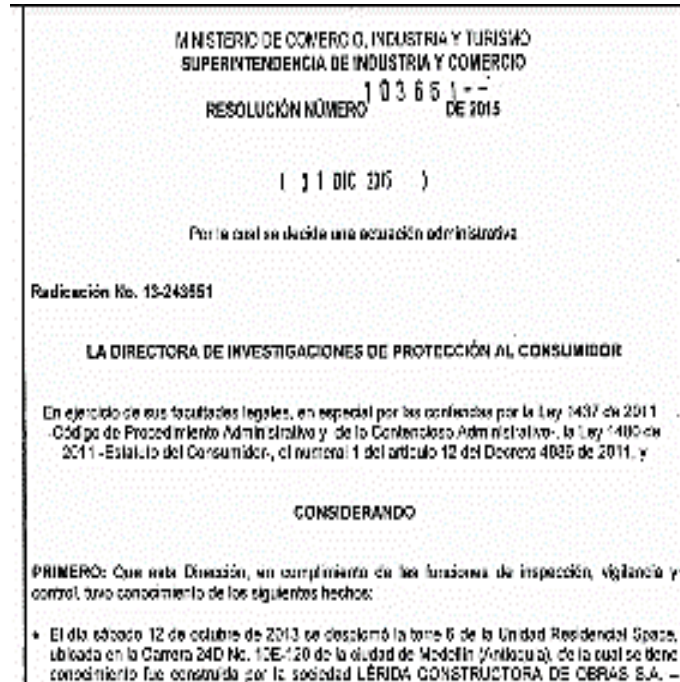 MINISTERIO DE COMERCIO, INDUSTRIA Y TURISMO
SUPERINTENDENCIA DE INDUSTRIA Y COMERCIO
RESOLUCIÓN NÚMERO 103651-- DE 2015
( 11 DIC 2015 )
Por la cual se decide una actuación administrativa
Radicación No. 13-243551
LA DIRECTORA DE INVESTIGACIONES DE PROTECCIÓN AL CONSUMIDOR
En ejercicio de sus facultades legales, en especial por las contenidas por la Ley 1437 de 2011
-Código de Procedimiento Administrativo y de lo Contencioso Administrativo-, la Ley 1480 de
2011 -Estatuto del Consumidor-, el numeral 1 del artículo 12 del Decreto 4886 de 2011, y
CONSIDERANDO
PRIMERO: Que esta Dirección, en cumplimiento de las funciones de inspección, vigilancia y
control, tuvo conocimiento de los siguientes hechos:
• El día sábado 12 de octubre de 2013 se desplomó la torre 6 de la Unidad Residencial Space,
ubicada en la Carrera 24D No. 10E-120 de la ciudad de Medellín (Antioquia), de la cual se tiene
conocimiento fue construida por la sociedad LÉRIDA CONSTRUCTORA DE OBRAS S.A. –